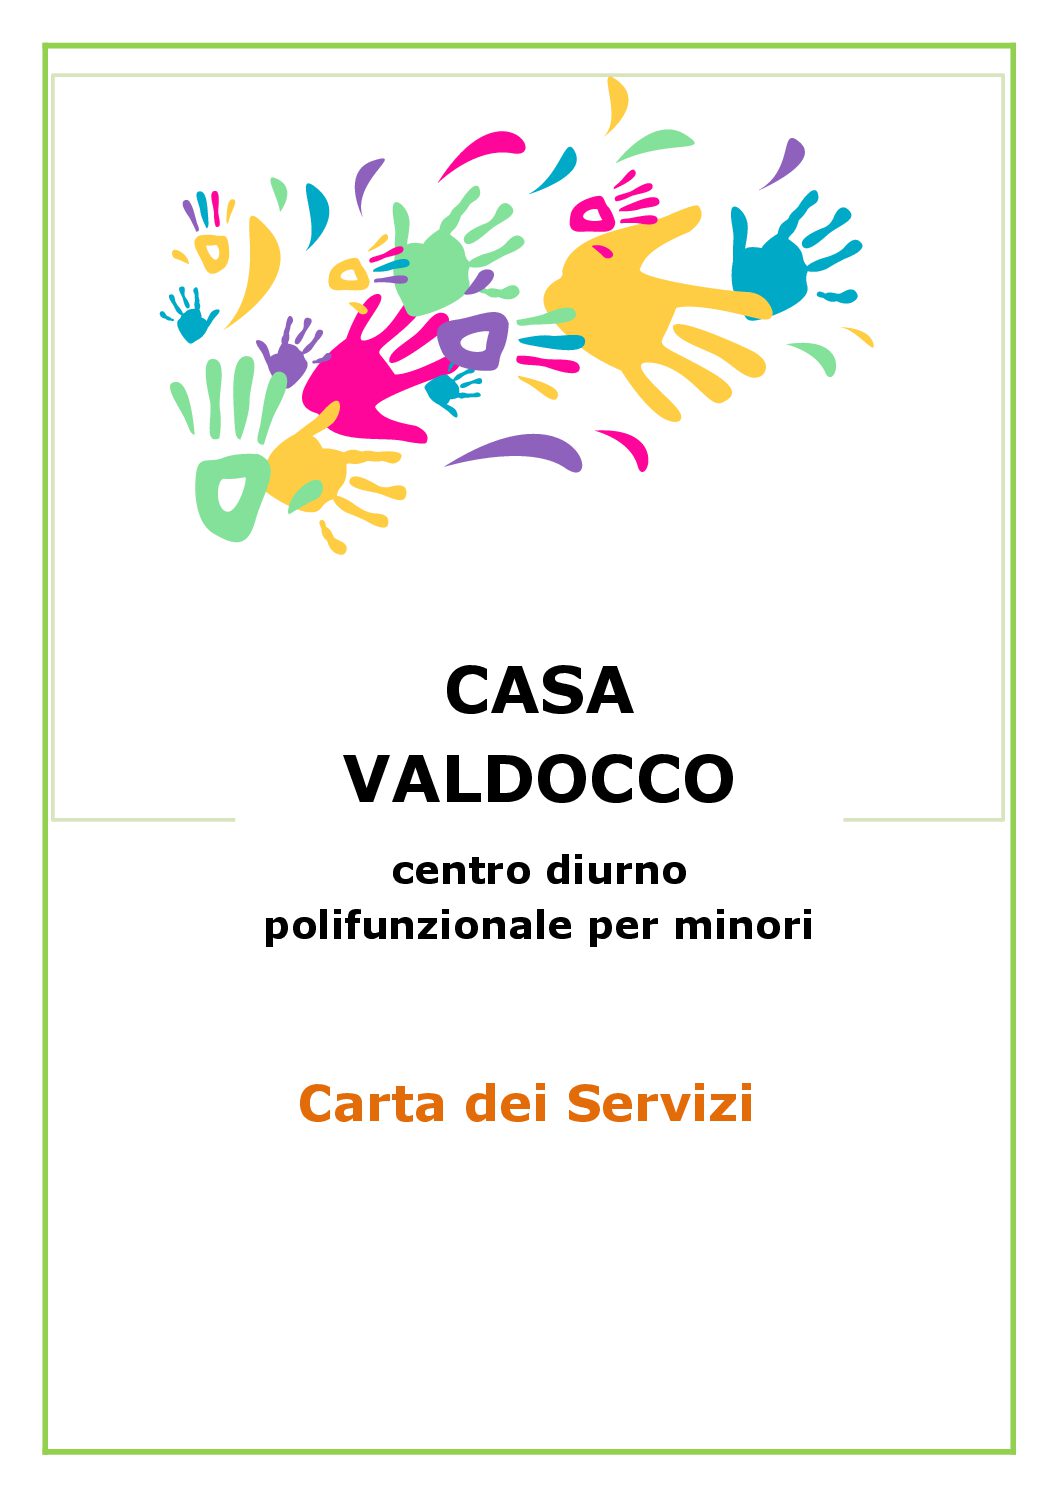 CASA
VALDOCCO
centro diurno
polifunzionale per minori
Carta dei Servizi